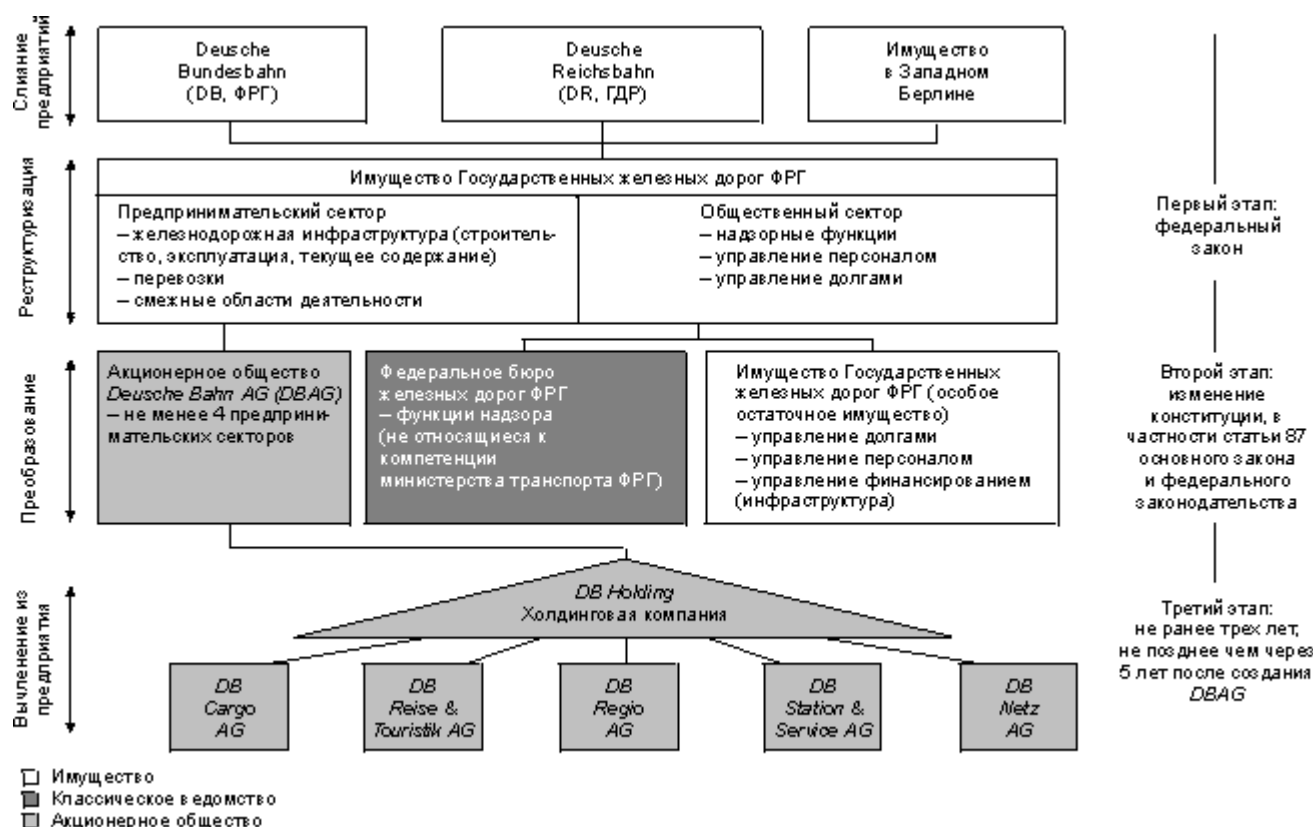 Слияние
предприятий
Deusche
Bundesbahn
(DB, ФРГ)
Deusche
Reichsbahn
(DR, ГДР)
Имущество
в Западном
Берлине
Реструктуризация
Имущество Государственных железных дорог ФРГ
Предпринимательский сектор
– железнодорожная инфраструктура (строитель-
ство, эксплуатация, текущее содержание)
– перевозки
– смежные области деятельности
Общественный сектор
– надзорные функции
– управление персоналом
– управление долгами
Первый этап:
федеральный
закон
Преобразование
Акционерное общество
Deusche Bahn AG (DBAG)
– не менее 4 предприни-
мательских секторов
Федеральное бюро
железных дорог ФРГ
– функции надзора
(не относящиеся к
компетенции
министерства транспорта ФРГ)
Имущество Государственных
железных дорог ФРГ (особое
остаточное имущество)
– управление долгами
– управление персоналом
– управление финансированием
(инфраструктура)
Второй этап:
изменение
конституции, в
частности статьи 87
основного закона
и федерального
законодательства
Вычленение из
предприятия
DB Holding
Холдинговая компания
DB
Cargo
AG
DB
Reise &
Touristik AG
DB
Regio
AG
DB
Station &
Service AG
DB
Netz
AG
Третий этап:
не ранее трех лет,
не позднее чем через
5 лет после создания
DBAG
Имущество
Классическое ведомство
Акционерное общество